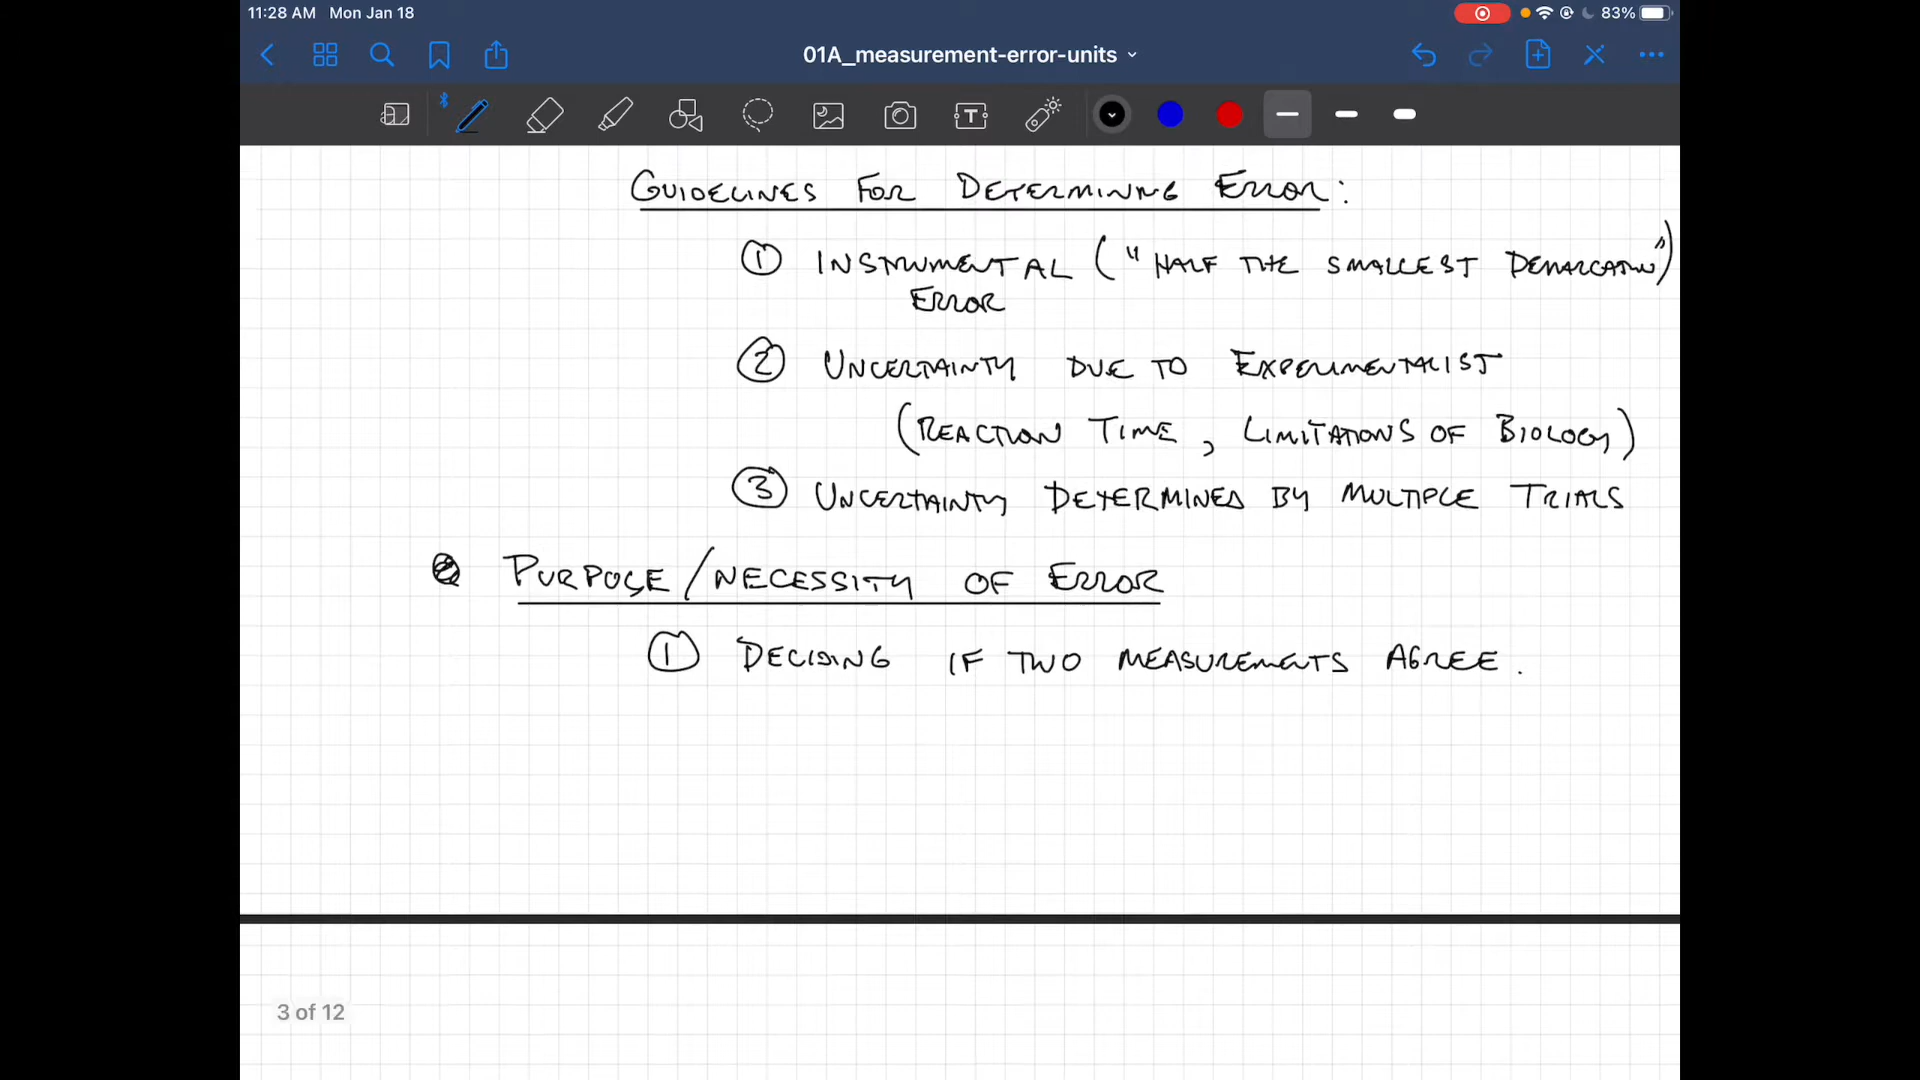 11:28 AM Mon Jan 18
83%
01A_measurement-error-units
T
GUIDELINES FOR DETERMINING ERROR:
① INSTRUMENTAL ("HALF THE SMALLEST DEMARCATION")
ERROR
② UNCERTAINTY DUE TO EXPERIMENTALIST
(REACTION TIME, LIMITATIONS OF BIOLOGY)
③ UNCERTAINTY DETERMINED BY MULTIPLE TRIALS
PURPOSE/NECESSITY OF ERROR
① DECIDING IF TWO MEASUREMENTS AGREE.
3 of 12